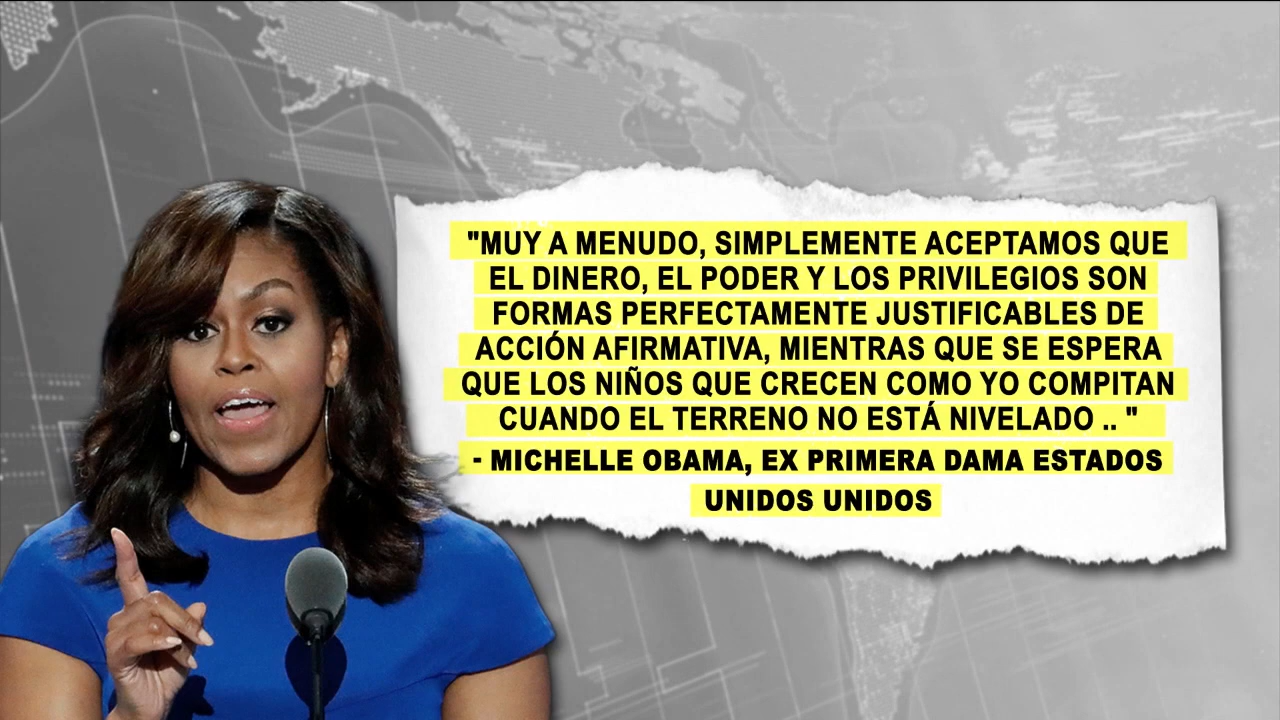 "MUY A MENUDO, SIMPLEMENTE ACEPTAMOS QUE
EL DINERO, EL PODER Y LOS PRIVILEGIOS SON
FORMAS PERFECTAMENTE JUSTIFICABLES DE
ACCIÓN AFIRMATIVA, MIENTRAS QUE SE ESPERA
QUE LOS NIÑOS QUE CRECEN COMO YO COMPITAN
CUANDO EL TERRENO NO ESTÁ NIVELADO .. "
- MICHELLE OBAMA, EX PRIMERA DAMA ESTADOS
UNIDOS UNIDOS